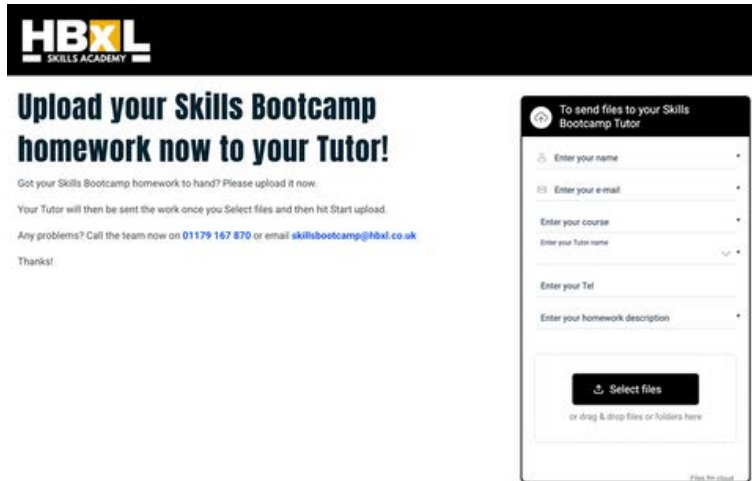 HBXL
SKILLS ACADEMY
Upload your Skills Bootcamp
homework now to your Tutor!
Got your Skills Bootcamp homework to hand? Please upload it now.
Your Tutor will then be sent the work once you Select files and then hit Start upload.
Any problems? Call the team now on 01179 167 870 or email skillsbootcamp@hbxl.co.uk
Thanks!
To send files to your Skills
Bootcamp Tutor
Enter your name *
Enter your e-mail *
Enter your course *
Enter your Tutor name
*
Enter your Tel
Enter your homework description *
Select files
or drag & drop files or folders here
Files fm cloud